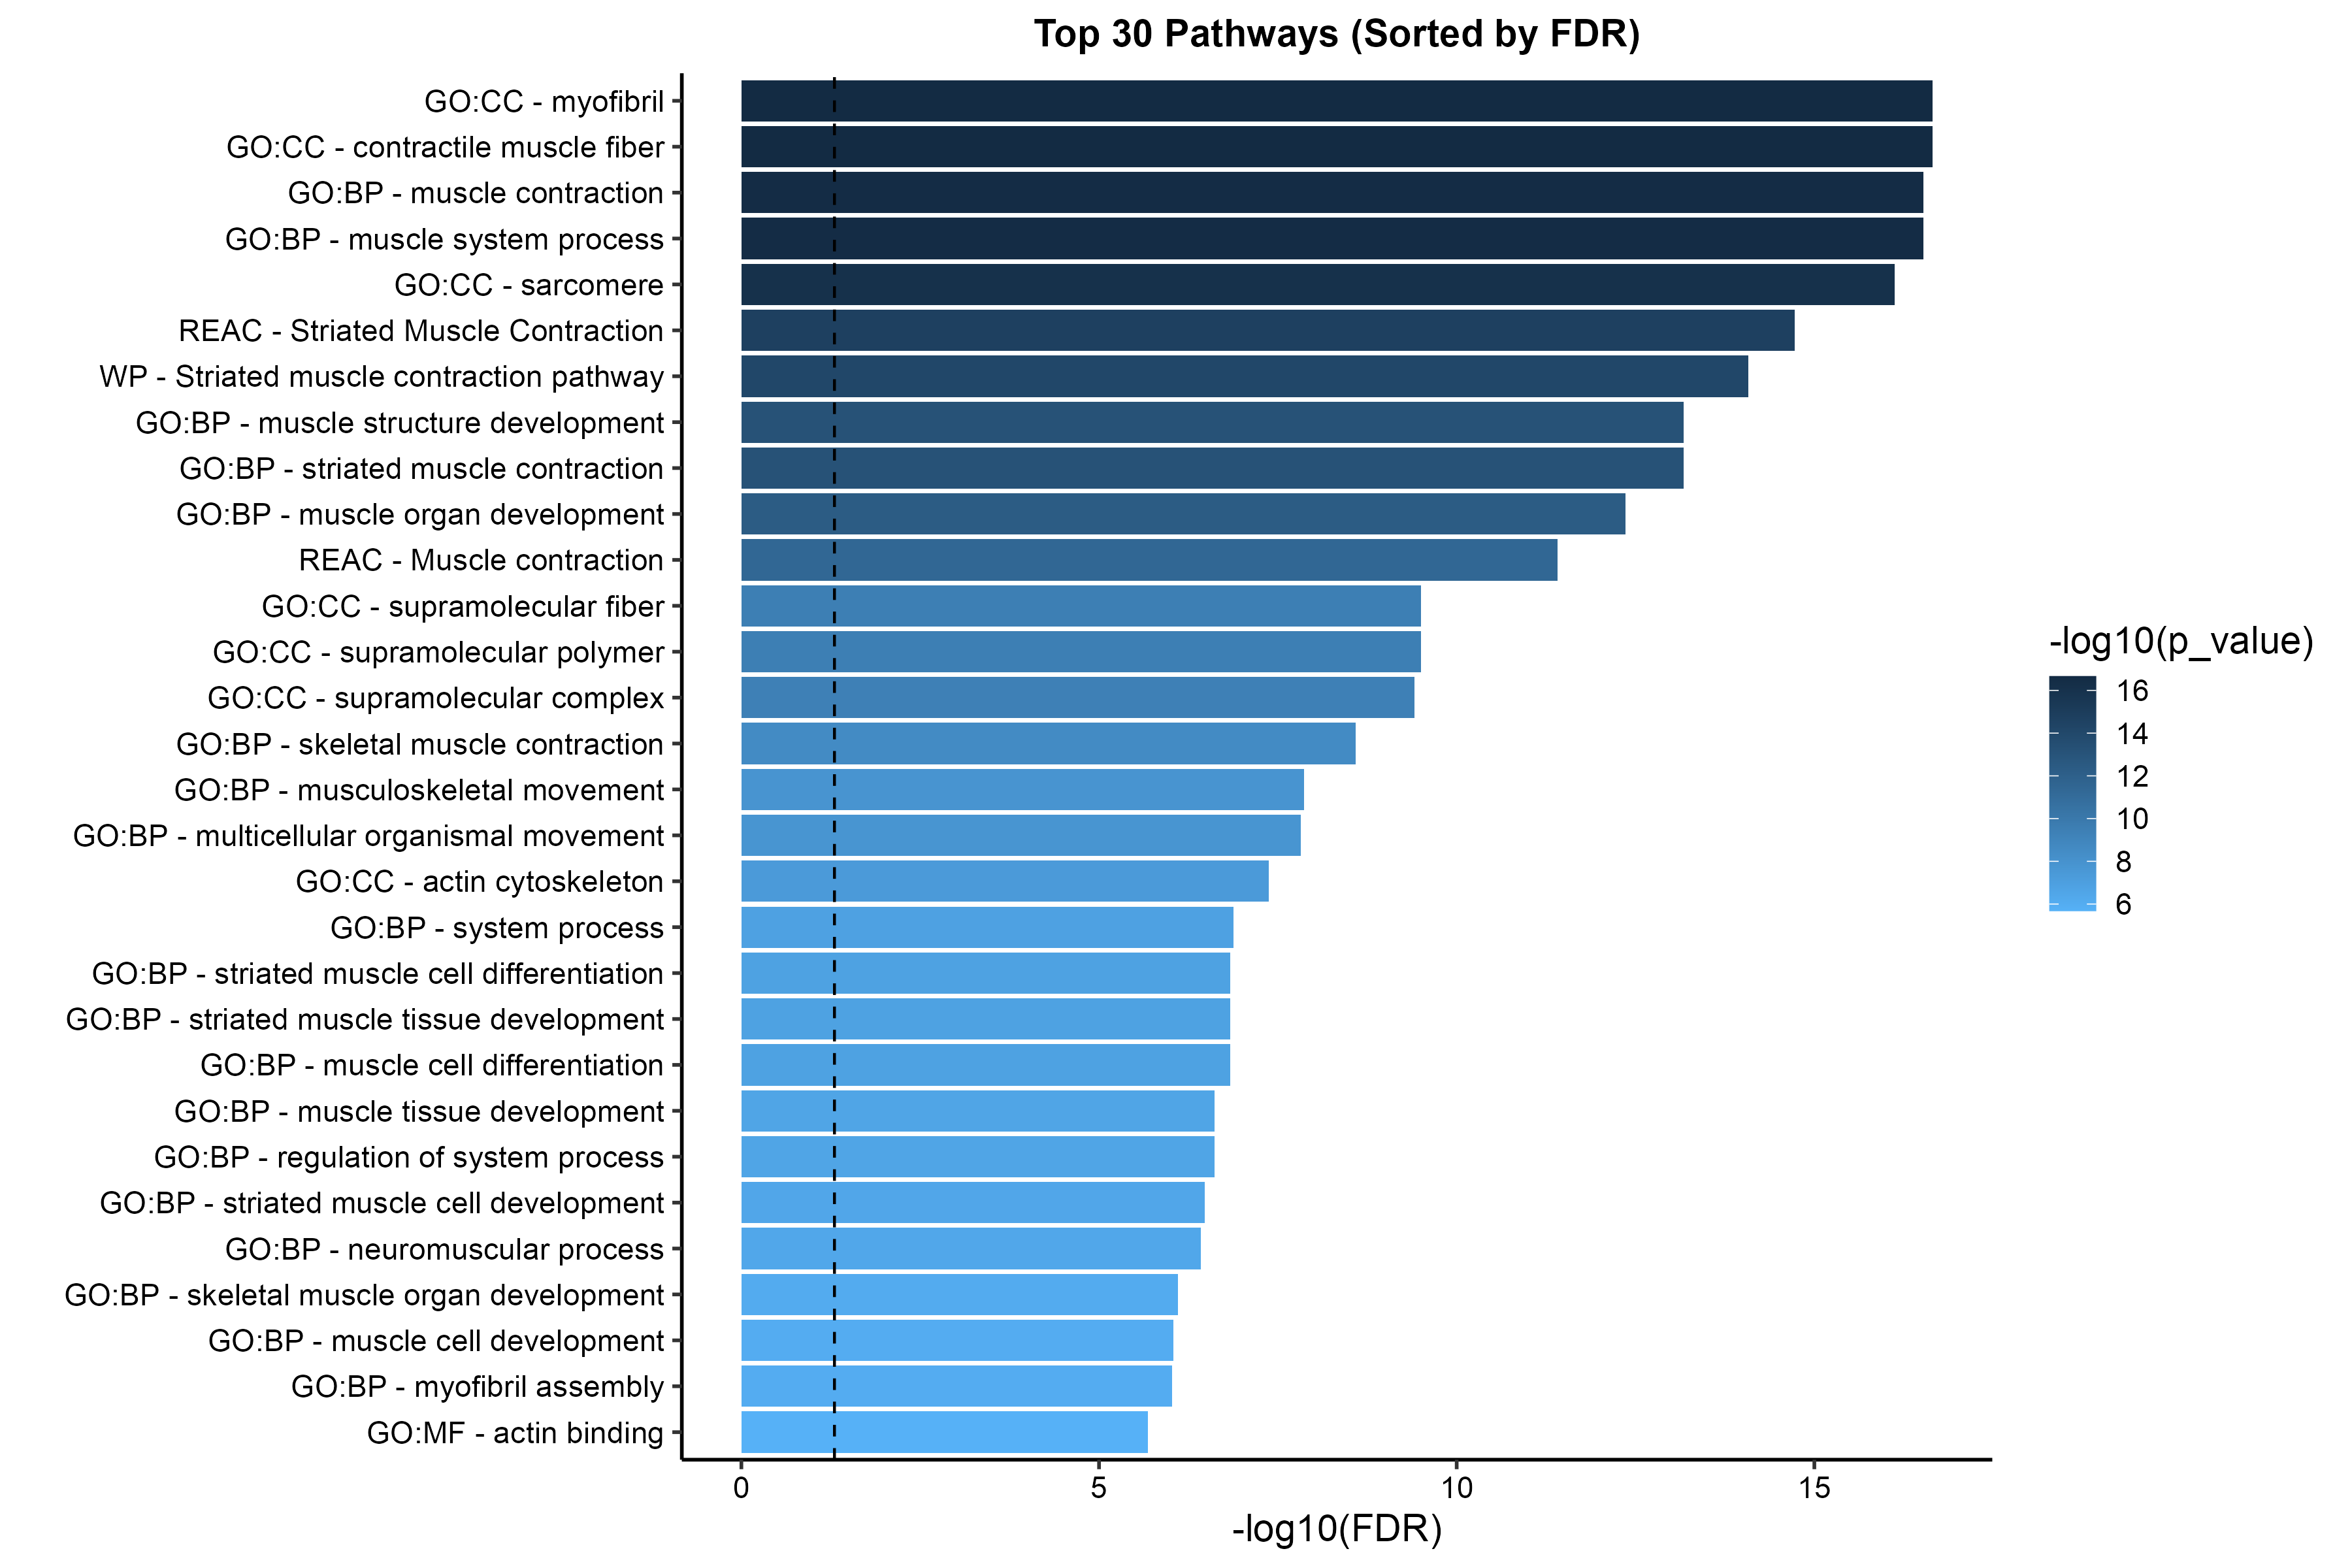 Top 30 Pathways (Sorted by FDR)
GO:CC - myofibril
GO:CC - contractile muscle fiber
GO:BP - muscle contraction
GO:BP - muscle system process
GO:CC - sarcomere
REAC - Striated Muscle Contraction
WP - Striated muscle contraction pathway
GO:BP - muscle structure development
GO:BP - striated muscle contraction
GO:BP - muscle organ development
REAC - Muscle contraction
GO:CC - supramolecular fiber
GO:CC - supramolecular polymer
GO:CC - supramolecular complex
GO:BP - skeletal muscle contraction
GO:BP - musculoskeletal movement
GO:BP - multicellular organismal movement
GO:CC - actin cytoskeleton
GO:BP - system process
GO:BP - striated muscle cell differentiation
GO:BP - striated muscle tissue development
GO:BP - muscle cell differentiation
GO:BP - muscle tissue development
GO:BP - regulation of system process
GO:BP - striated muscle cell development
GO:BP - neuromuscular process
GO:BP - skeletal muscle organ development
GO:BP - muscle cell development
GO:BP - myofibril assembly
GO:MF - actin binding
0 5 10 15
-log10(FDR)
-log10(p_value)
16
14
12
10
8
6